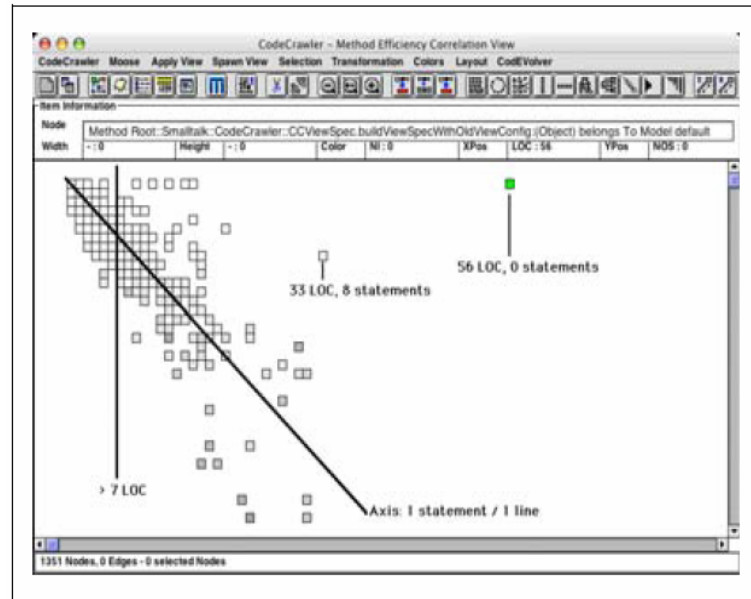 CodeCrawler - Method Efficiency Correlation View
CodeCrawler Moose Apply View Spawn View Selection Transformation Colors Layout CodEVolver
Item Information
Node Method Root::Smalltalk::CodeCrawler::CCViewSpec.buildViewSpecWithOldViewConfig:(Object) belongs To Model default
Width - : 0 Height - : 0 Color NI : 0 XPos LOC : 56 YPos NOS : 0
56 LOC, 0 statements
33 LOC, 8 statements
> 7 LOC
Axis: 1 statement / 1 line
1351 Nodes, 0 Edges - 0 selected Nodes